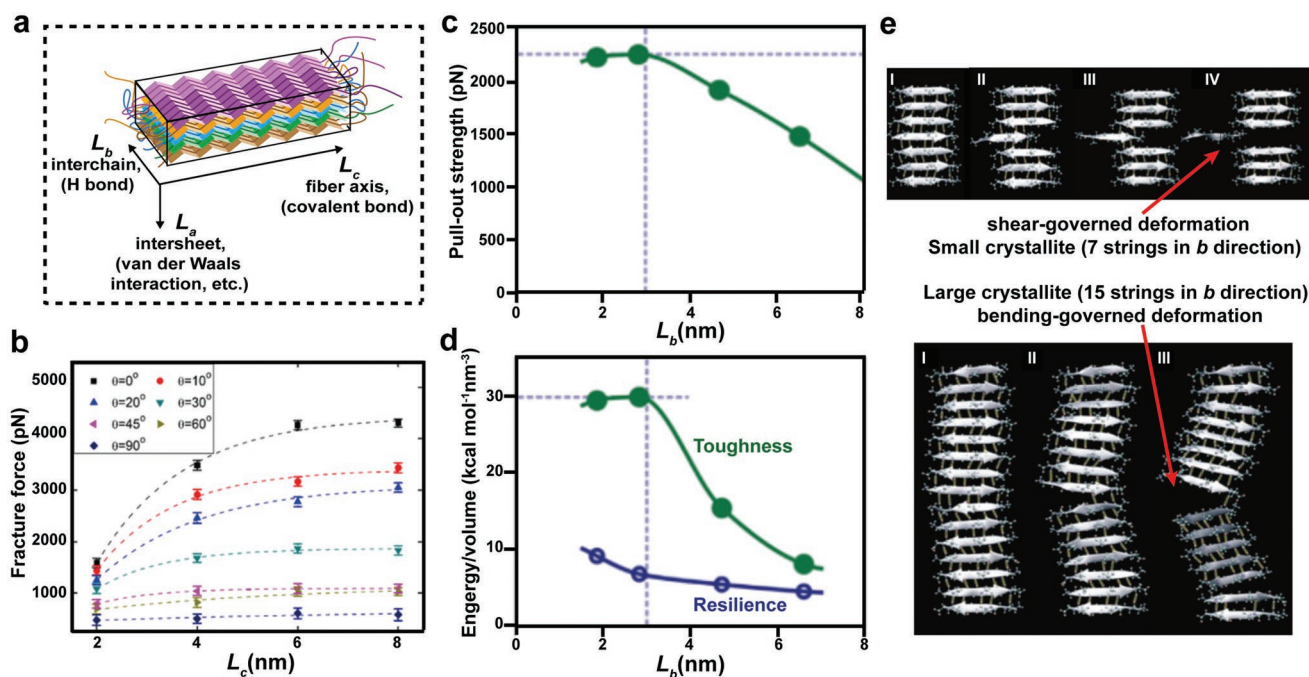 a
L_b
interchain,
(H bond)
L_c
fiber axis,
(covalent bond)
L_a
intersheet,
(van der Waals
interaction, etc.)
b
Fracture force (pN)
5000
4000
3000
2000
1000
θ=0° θ=10°
θ=20° θ=30°
θ=45° θ=60°
θ=90°
2 4 6 8
L_c(nm)
c
Pull-out strength (pN)
2500
2000
1500
1000
500
0
0 2 4 6 8
L_b(nm)
d
Engergy/volume (kcal mol⁻¹nm⁻³)
40
30
20
10
0
Toughness
Resilience
0 2 4 6 8
L_b(nm)
e
I II III IV
shear-governed deformation
Small crystallite (7 strings in b direction)
Large crystallite (15 strings in b direction)
bending-governed deformation
I II III